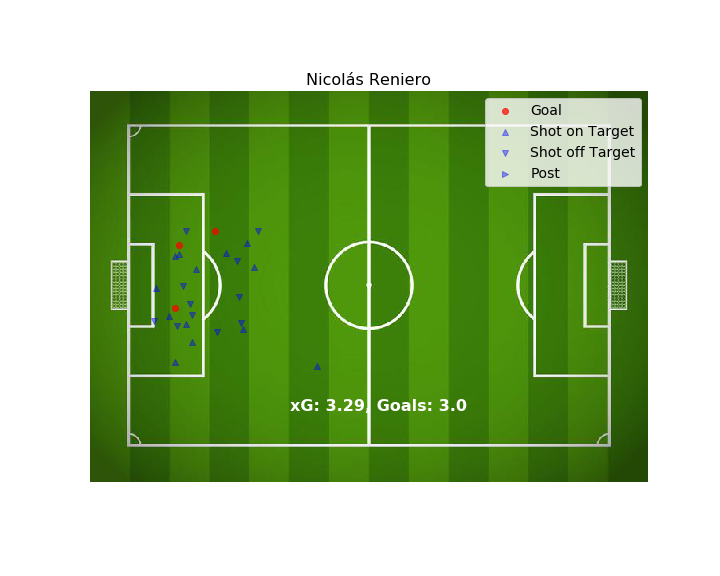 Nicolás Reniero
Goal
Shot on Target
Shot off Target
Post
xG: 3.29, Goals: 3.0